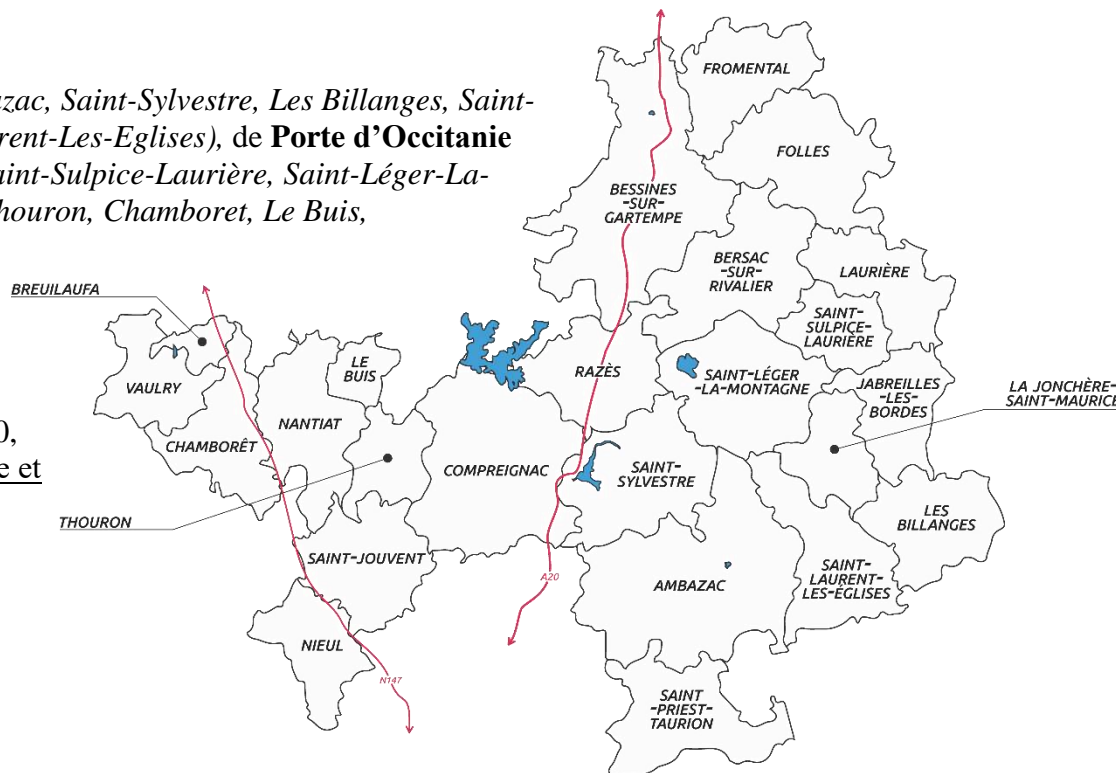 zac, Saint-Sylvestre, Les Billanges, Saint-
rent-Les-Eglises), de Porte d'Occitanie
aint-Sulpice-Laurière, Saint-Léger-La-
houron, Chamboret, Le Buis,
0,
e et
FROMENTAL
FOLLES
BESSINES
-SUR-
GARTEMPE
BERSAC
-SUR-
RIVALIER
LAURIÈRE
BREUILAUFA
SAINT-
SULPICE-
LAURIÈRE
LE
BUIS
VAULRY
RAZÈS
SAINT-LÉGER
-LA-MONTAGNE
JABREILLES
-LES-
BORDES
LA JONCHÈRE-
SAINT-MAURICE
NANTIAT
CHAMBORÊT
COMPREIGNAC
SAINT-
SYLVESTRE
LES
BILLANGES
THOURON
SAINT-JOUVENT
A20
AMBAZAC
SAINT-
LAURENT-
LES-ÉGLISES
NIEUL
N147
SAINT
-PRIEST-
TAURION